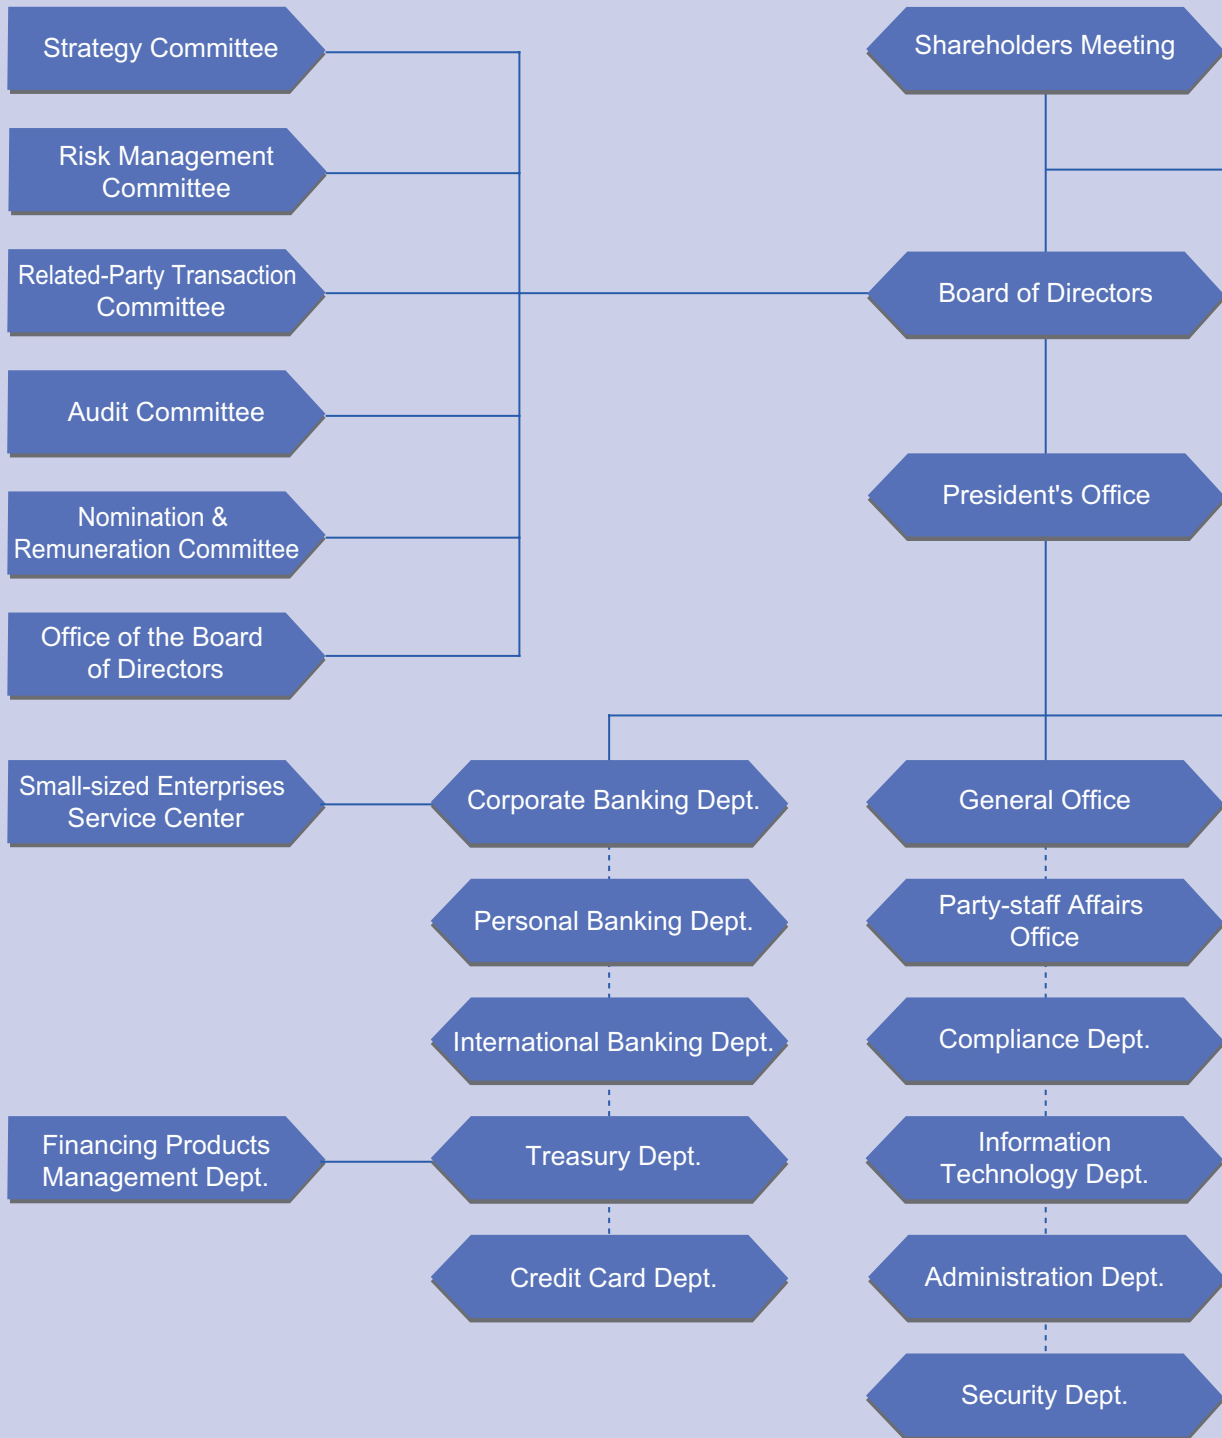 Strategy Committee
Shareholders Meeting
Risk Management
Committee
Related-Party Transaction
Committee
Board of Directors
Audit Committee
President's Office
Nomination &
Remuneration Committee
Office of the Board
of Directors
Small-sized Enterprises
Service Center
Corporate Banking Dept.
General Office
Personal Banking Dept.
Party-staff Affairs
Office
International Banking Dept.
Compliance Dept.
Financing Products
Management Dept.
Treasury Dept.
Information
Technology Dept.
Credit Card Dept.
Administration Dept.
Security Dept.